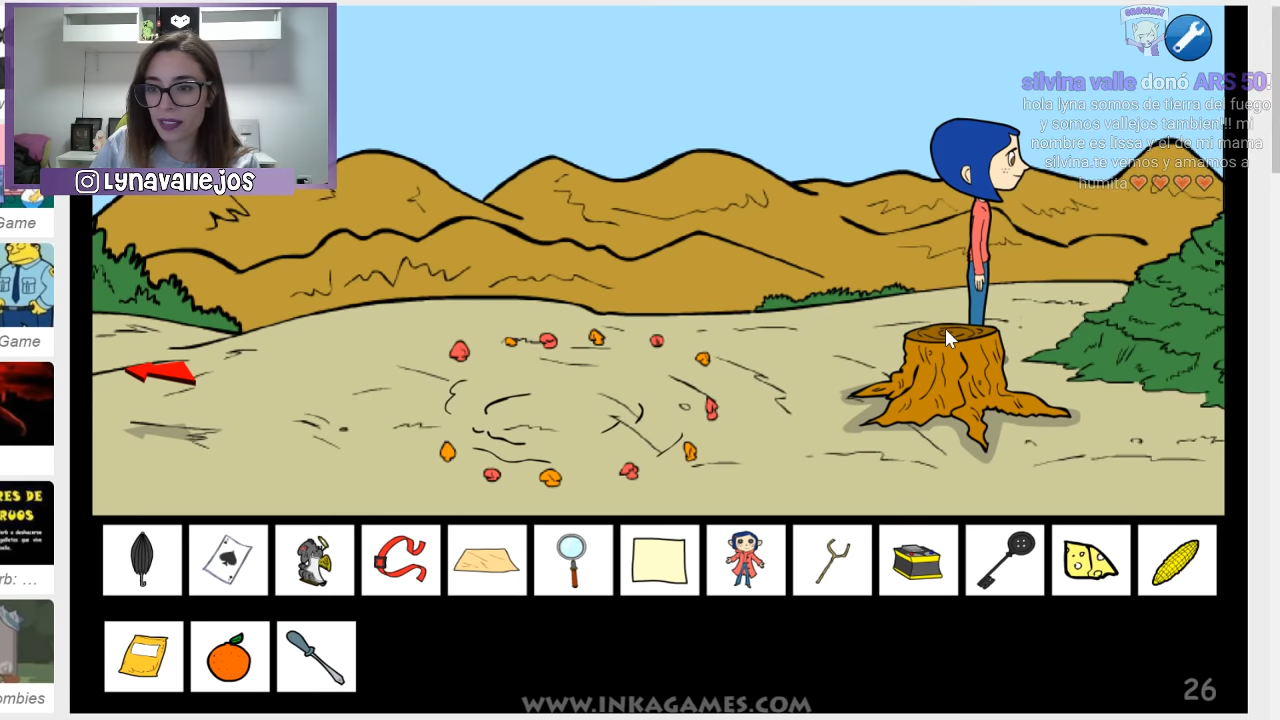 GRACIAS!
silvina valle donó ARS 50!
hola lyna somos de tierra del fuego
y somos vallejos tambien!!! mi
nombre es lissa y el de mi mama
silvina te vemos y amamos a
humita
LYNAVALLEJOS
Game
Game
RES DE
RUOS
rb: ...
ombies
WWW.INKAGAMES.COM
26